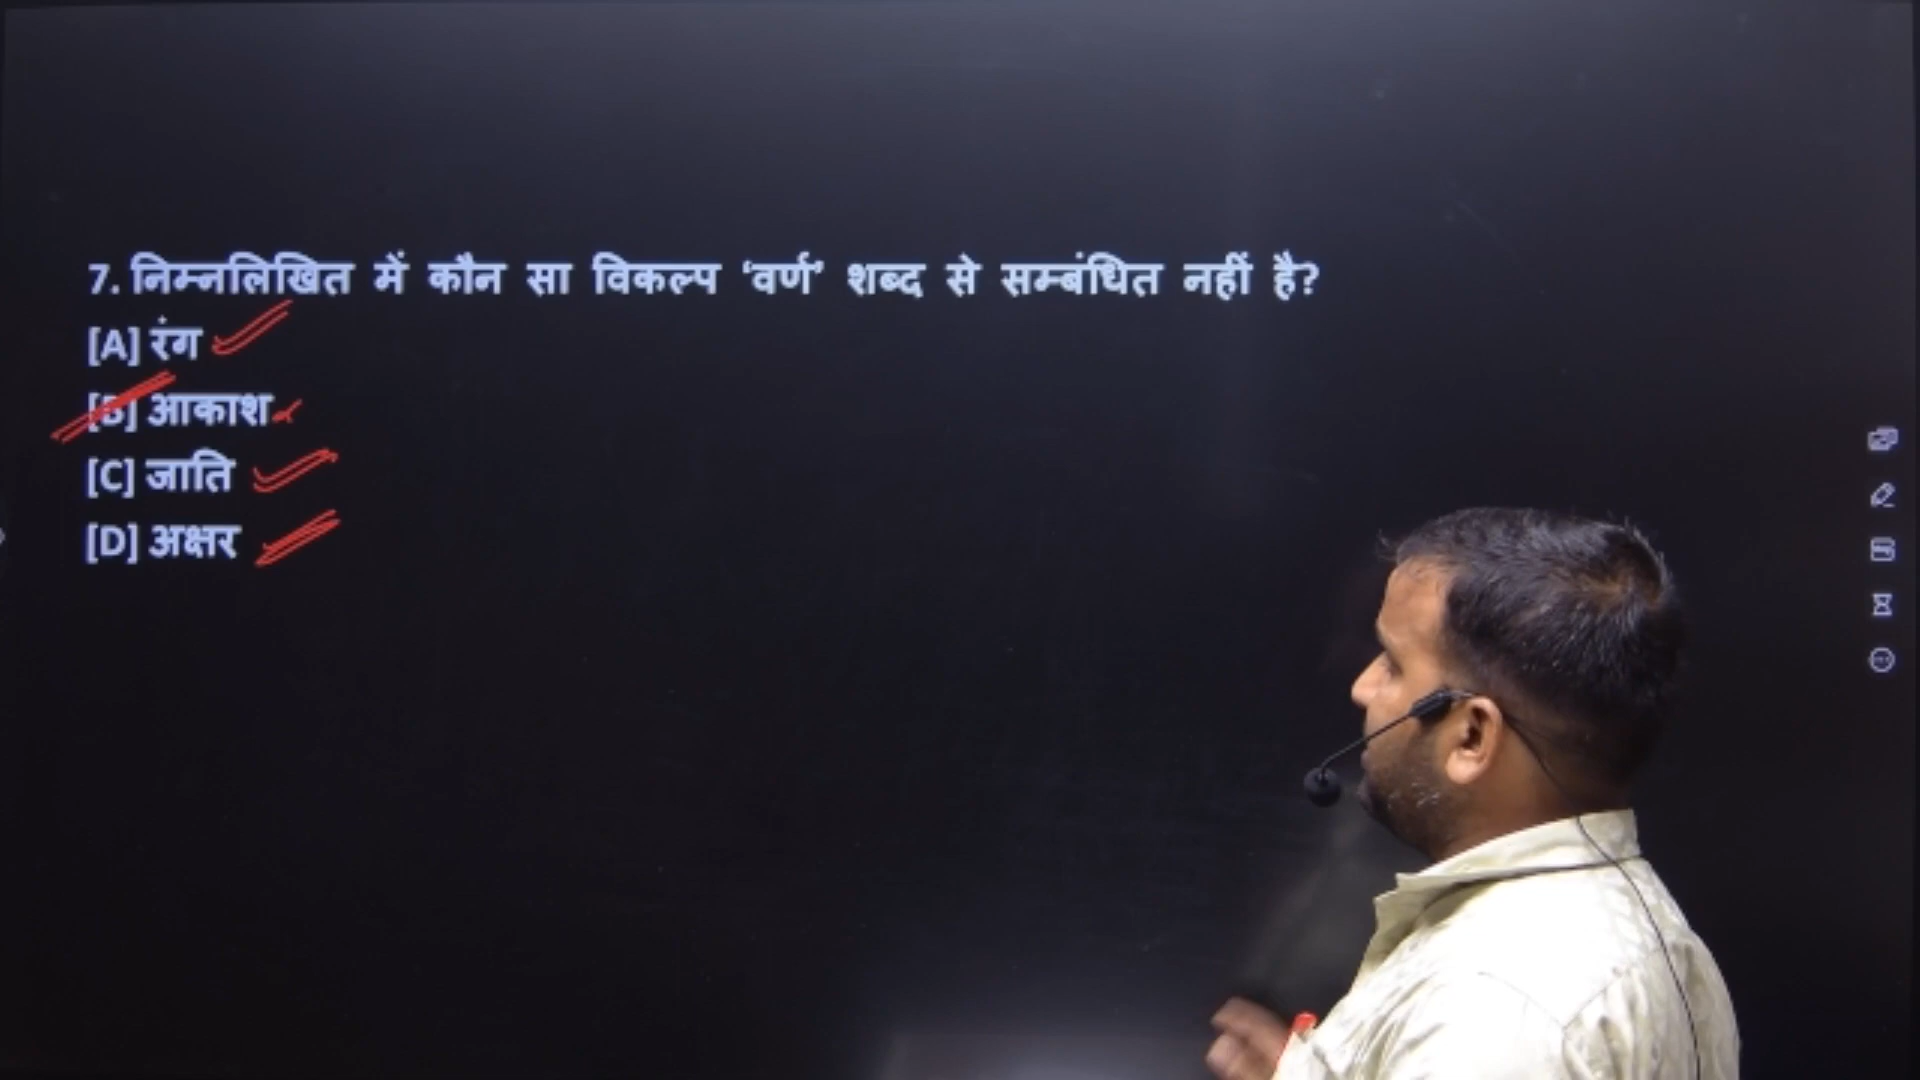 7. निम्नलिखित में कौन सा विकल्प ‘वर्ण’ शब्द से सम्बंधित नहीं है?
[A] रंग
[B] आकाश
[C] जाति
[D] अक्षर